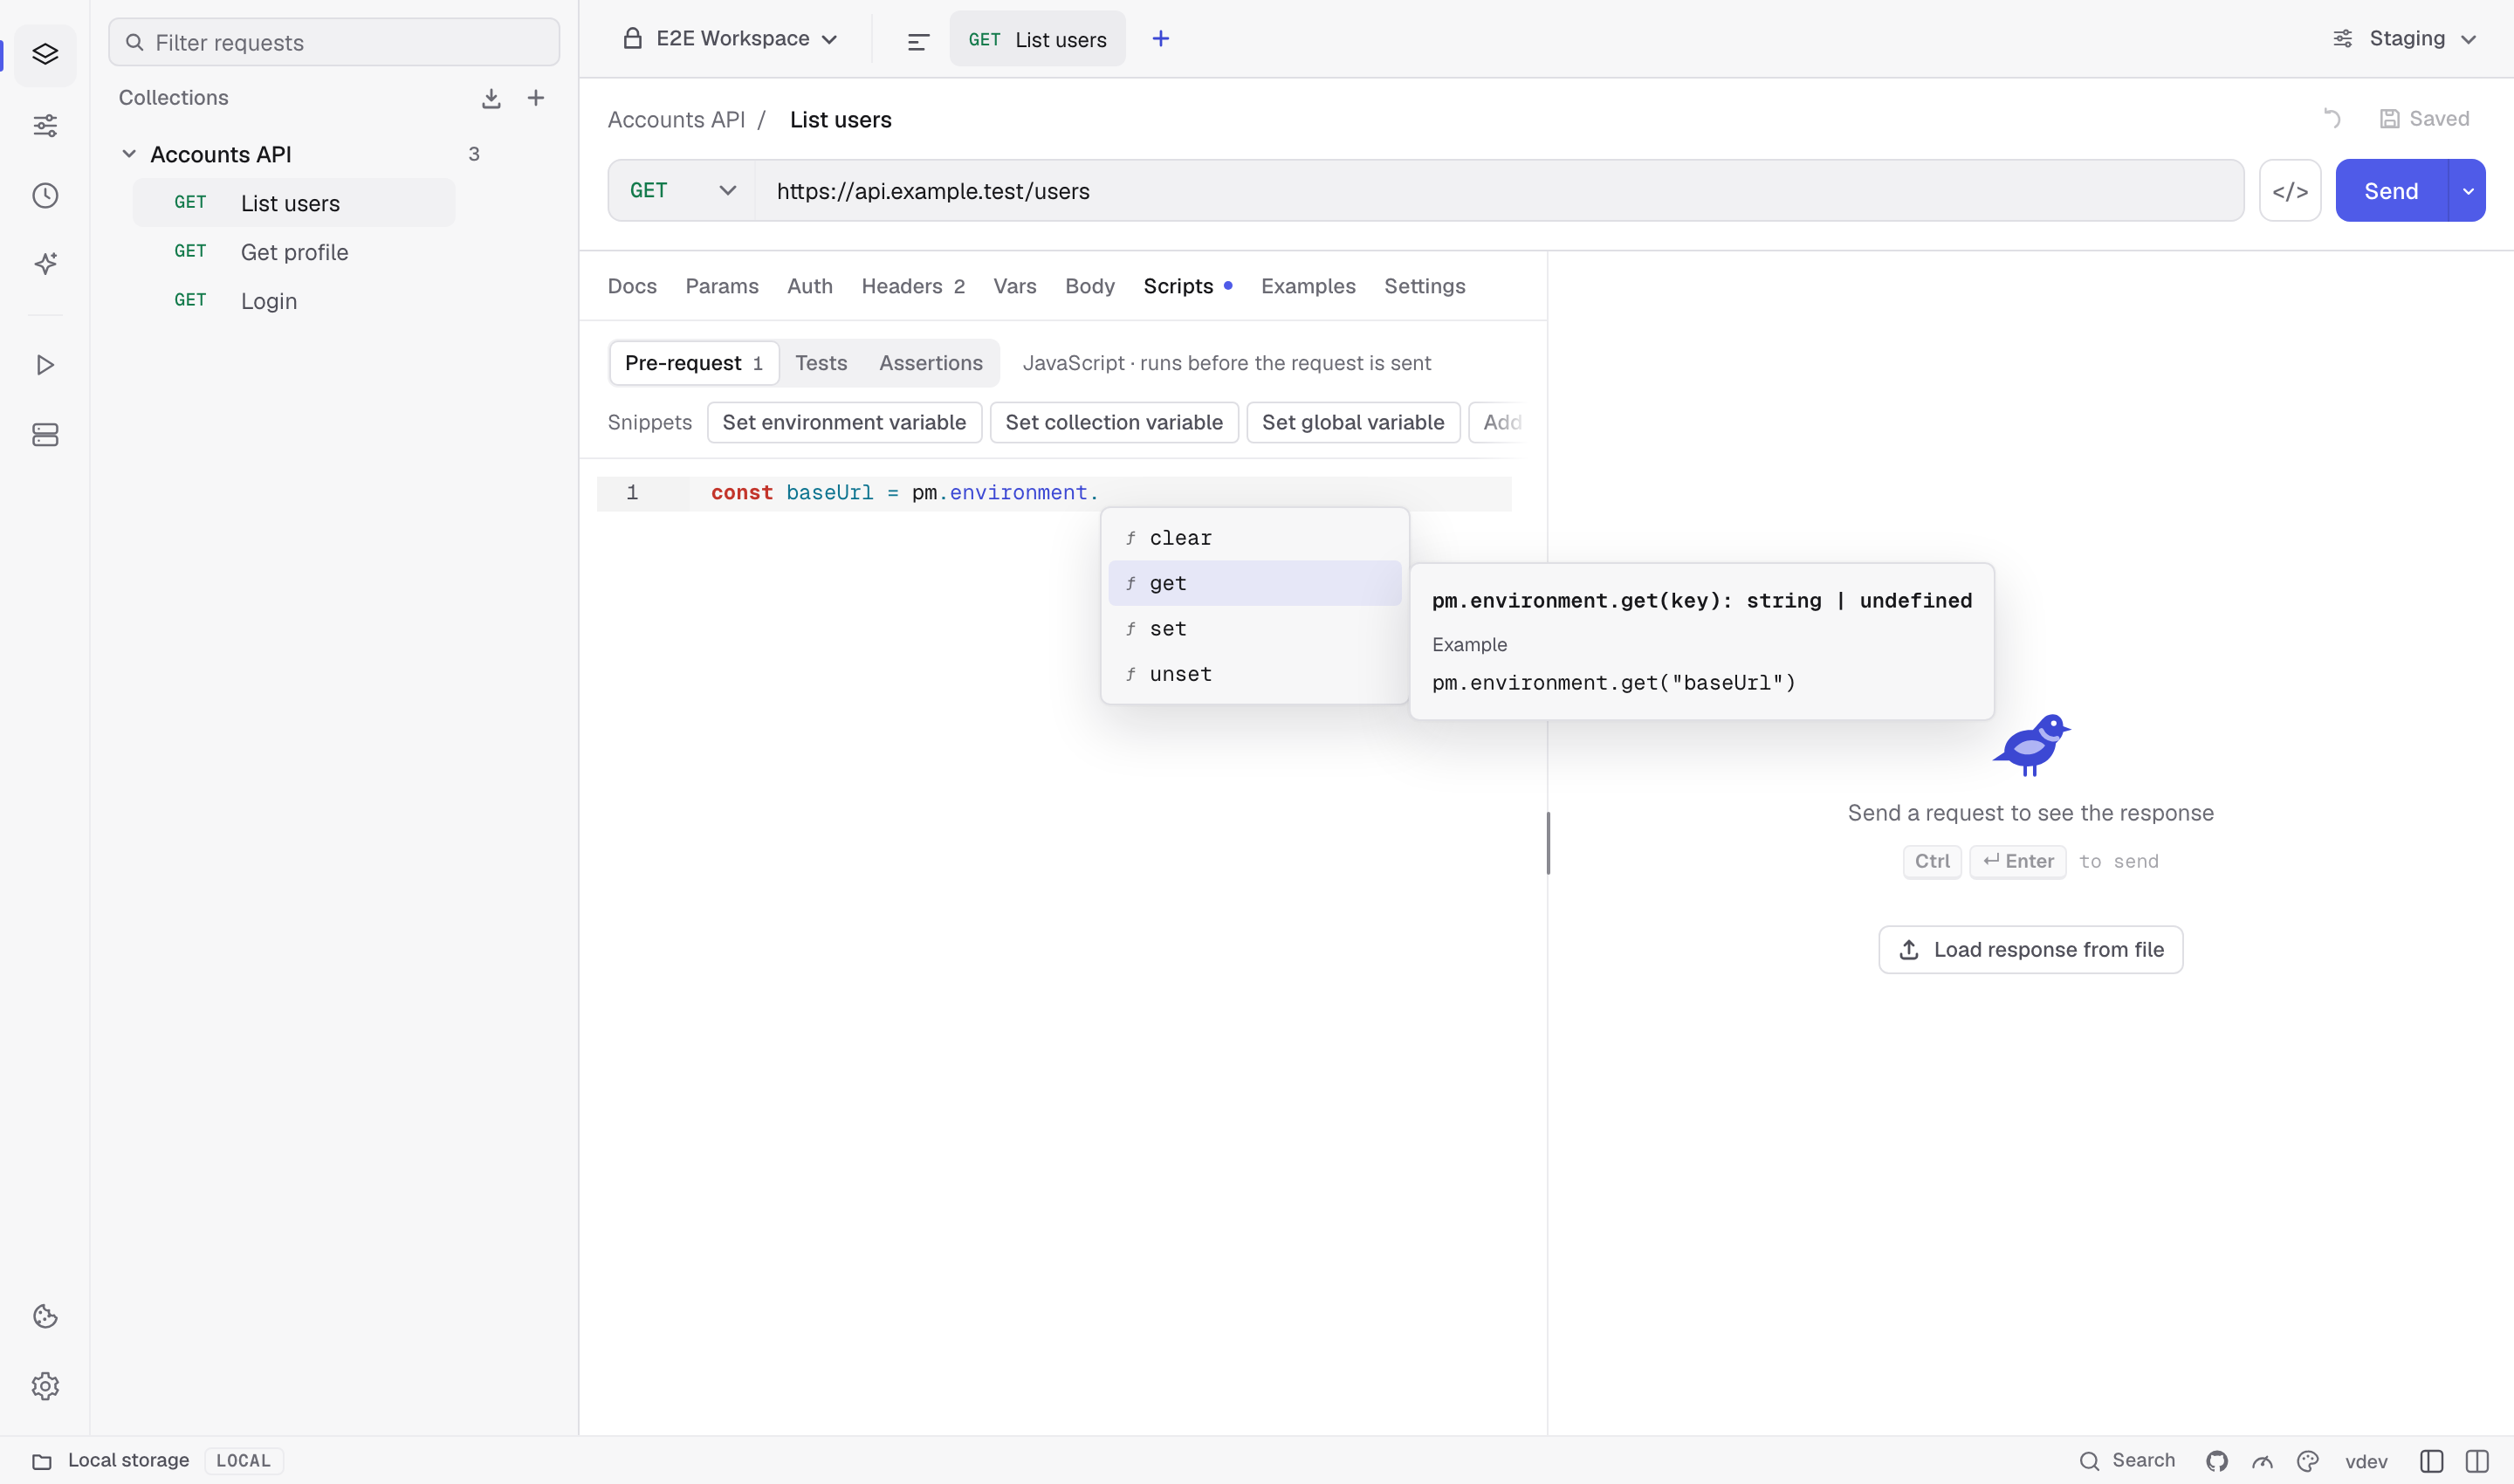 Filter requests
Collections
Accounts API 3
GET List users
GET Get profile
GET Login
E2E Workspace
GET List users
Staging
Accounts API / List users
Saved
GET https://api.example.test/users
</> Send
Docs Params Auth Headers 2 Vars Body Scripts Examples Settings
Pre-request 1 Tests Assertions JavaScript · runs before the request is sent
Snippets Set environment variable Set collection variable Set global variable Add
1 const baseUrl = pm.environment.
f clear
f get
f set
f unset
pm.environment.get(key): string | undefined
Example
pm.environment.get("baseUrl")
Send a request to see the response
Ctrl Enter to send
Load response from file
Local storage LOCAL
Search vdev